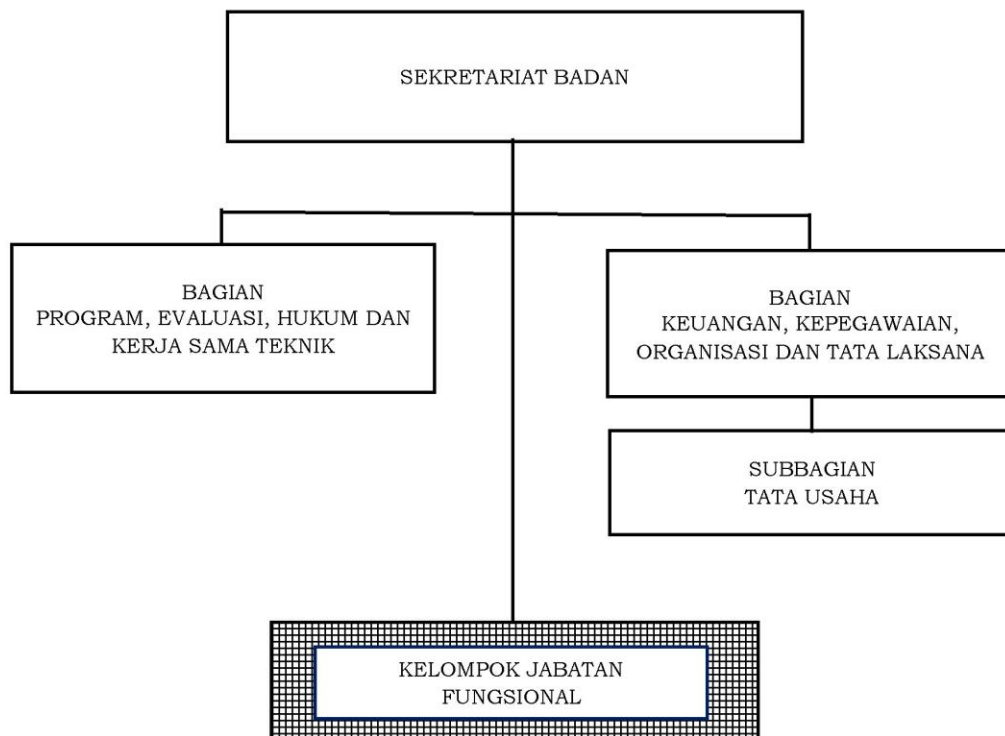 SEKRETARIAT BADAN
BAGIAN
PROGRAM, EVALUASI, HUKUM DAN
KERJA SAMA TEKNIK
BAGIAN
KEUANGAN, KEPEGAWAIAN,
ORGANISASI DAN TATA LAKSANA
SUBBAGIAN
TATA USAHA
KELOMPOK JABATAN
FUNGSIONAL